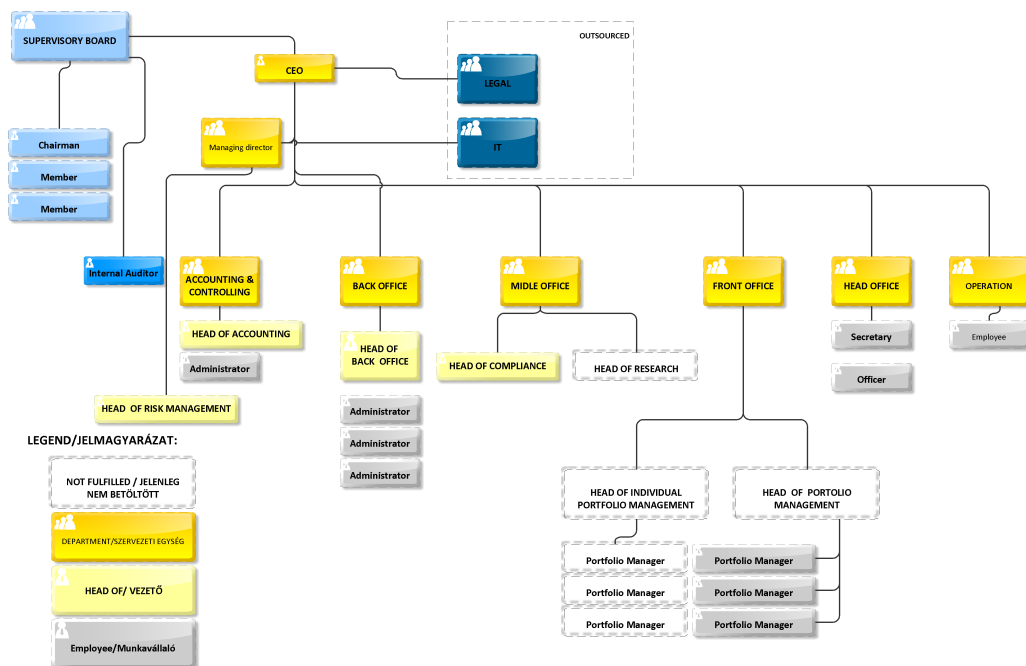 OUTSOURCED
SUPERVISORY BOARD
CEO
LEGAL
Managing director
IT
Chairman
Member
Member
Internal Auditor
ACCOUNTING &
CONTROLLING
BACK OFFICE
MIDLE OFFICE
FRONT OFFICE
HEAD OFFICE
OPERATION
HEAD OF ACCOUNTING
Administrator
HEAD OF
BACK OFFICE
HEAD OF COMPLIANCE
HEAD OF RESEARCH
Secretary
Officer
Employee
HEAD OF RISK MANAGEMENT
Administrator
Administrator
Administrator
LEGEND/JELMAGYARÁZAT:
NOT FULFILLED / JELENLEG
NEM BETÖLTÖTT
DEPARTMENT/SZERVEZETI EGYSÉG
HEAD OF/ VEZETŐ
Employee/Munkavállaló
HEAD OF INDIVIDUAL
PORTFOLIO MANAGEMENT
HEAD OF PORTOLIO
MANAGEMENT
Portfolio Manager
Portfolio Manager
Portfolio Manager
Portfolio Manager
Portfolio Manager
Portfolio Manager